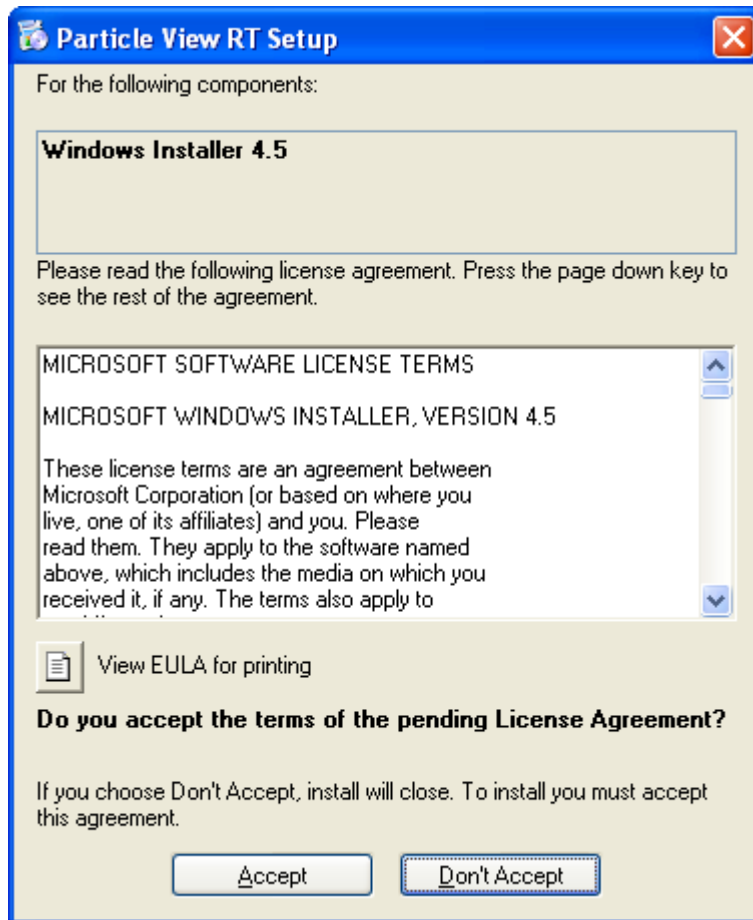 Particle View RT Setup
For the following components:
Windows Installer 4.5
Please read the following license agreement. Press the page down key to
see the rest of the agreement.
MICROSOFT SOFTWARE LICENSE TERMS
MICROSOFT WINDOWS INSTALLER, VERSION 4.5
These license terms are an agreement between
Microsoft Corporation (or based on where you
live, one of its affiliates) and you. Please
read them. They apply to the software named
above, which includes the media on which you
received it, if any. The terms also apply to
View EULA for printing
Do you accept the terms of the pending License Agreement?
If you choose Don't Accept, install will close. To install you must accept
this agreement.
Accept
Don't Accept